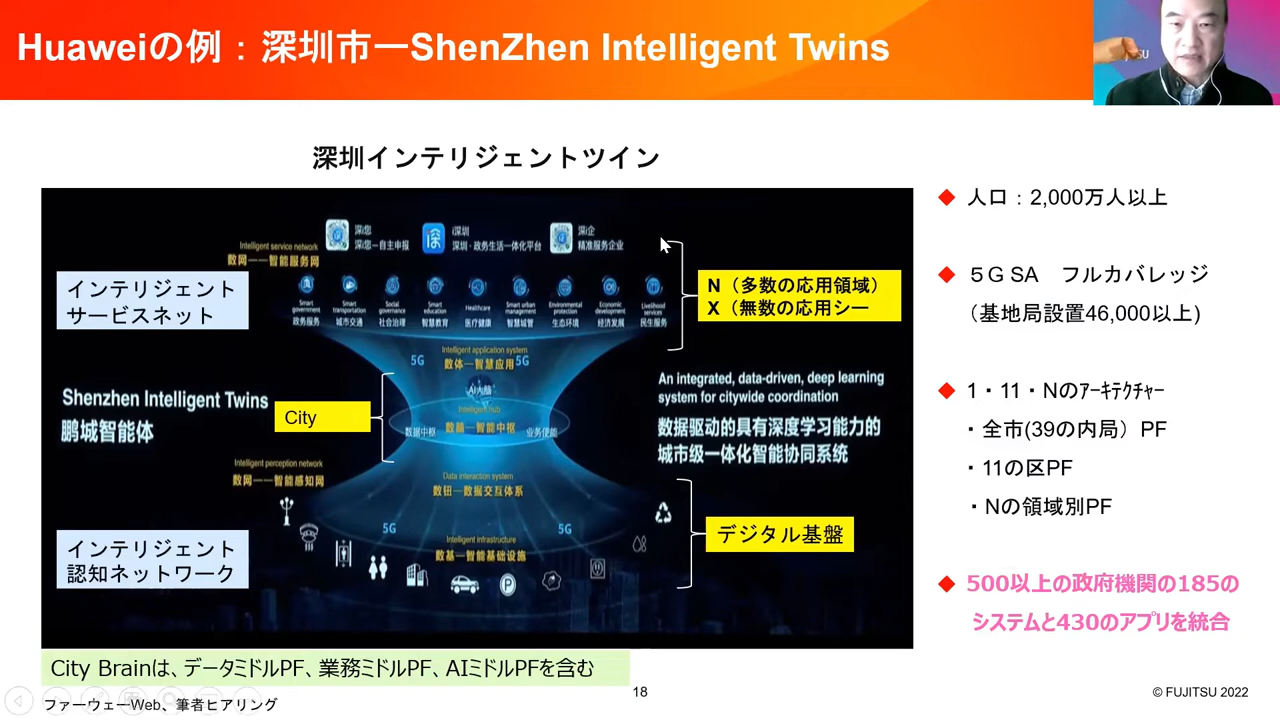 Huaweiの例：深圳市ーShenZhen Intelligent Twins
SU
深圳インテリジェントツイン
Intelligent service network
数网——智能服务网
深i您
深i您－自主申报
i深圳
深圳・政务生活一体化平台
深i企
精准服务企业
インテリジェント
サービスネット
Smart government
政务服务
Smart transportation
城市交通
Social governance
社会治理
Smart education
智慧教育
Healthcare
医疗健康
Smart urban management
智慧城管
Environmental protection
生态环境
Economic development
经济发展
Livelihood services
民生服务
N（多数の応用領域）
X（無数の応用シー
Intelligent application system
5G
数体—智慧应用
5G
AI大脑
Shenzhen Intelligent Twins
鹏城智能体
City
Intelligent hub
数脑—智能中枢
数据中枢
业务使能
An integrated, data-driven, deep learning
system for citywide coordination
数据驱动的具有深度学习能力的
城市级一体化智能协同系统
Intelligent perception network
数网——智能感知网
Data interaction system
数钮—数据交互体系
5G
5G
Intelligent infrastructure
数基—智能基础设施
P
デジタル基盤
インテリジェント
認知ネットワーク
City Brainは、データミドルPF、業務ミドルPF、AIミドルPFを含む
◆ 人口：2,000万人以上
◆ ５G SA　フルカバレッジ
（基地局設置46,000以上)
◆ 1・11・Nのｱｰｷﾃｸﾁｬｰ
・全市(39の内局）PF
・11の区PF
・Nの領域別PF
◆ 500以上の政府機関の185の
システムと430のアプリを統合
ファーウェーWeb、筆者ヒアリング
18
© FUJITSU 2022